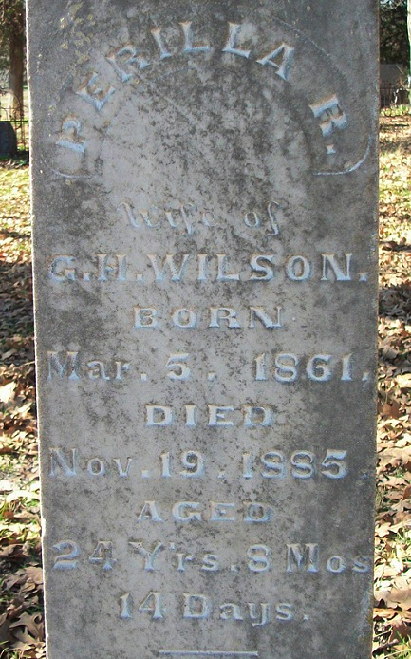 PERILLA R.
Wife of
G. H. WILSON.
BORN
Mar. 5. 1861.
DIED
Nov. 19. 1885
AGED
24 Yrs. 8 Mos
14 Days.